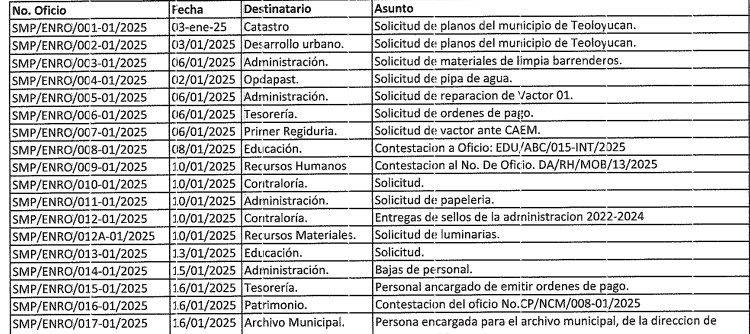 No. Oficio Fecha Destinatario Asunto
SMP/ENRO/001-01/2025 03-ene-25 Catastro Solicitud de planos del municipio de Teoloyucan.
SMP/ENRO/002-01/2025 03/01/2025 Desarrollo urbano. Solicitud de planos del municipio de Teoloyucan.
SMP/ENRO/003-01/2025 06/01/2025 Administración. Solicitud de materiales de limpia barrenderos.
SMP/ENRO/004-01/2025 02/01/2025 Opdapast. Solicitud de pipa de agua.
SMP/ENRO/005-01/2025 06/01/2025 Administración. Solicitud de reparacion de Vactor 01.
SMP/ENRO/006-01/2025 06/01/2025 Tesorería. Solicitud de ordenes de pago.
SMP/ENRO/007-01/2025 06/01/2025 Primer Regiduria. Solicitud de vactor ante CAEM.
SMP/ENRO/008-01/2025 08/01/2025 Educación. Contestacion a Oficio: EDU/ABC/015-INT/2025
SMP/ENRO/009-01/2025 10/01/2025 Recursos Humanos Contestacion al No. De Oficio. DA/RH/MOB/13/2025
SMP/ENRO/010-01/2025 10/01/2025 Contraloría. Solicitud.
SMP/ENRO/011-01/2025 10/01/2025 Administración. Solicitud de papeleria.
SMP/ENRO/012-01/2025 10/01/2025 Contraloría. Entregas de sellos de la administracion 2022-2024
SMP/ENRO/012A-01/2025 10/01/2025 Recursos Materiales. Solicitud de luminarias.
SMP/ENRO/013-01/2025 13/01/2025 Educación. Solicitud.
SMP/ENRO/014-01/2025 15/01/2025 Administración. Bajas de personal.
SMP/ENRO/015-01/2025 16/01/2025 Tesorería. Personal ancargado de emitir ordenes de pago.
SMP/ENRO/016-01/2025 16/01/2025 Patrimonio. Contestacion del oficio No.CP/NCM/008-01/2025
SMP/ENRO/017-01/2025 16/01/2025 Archivo Municipal. Persona encargada para el archivo municipal, de la direccion de